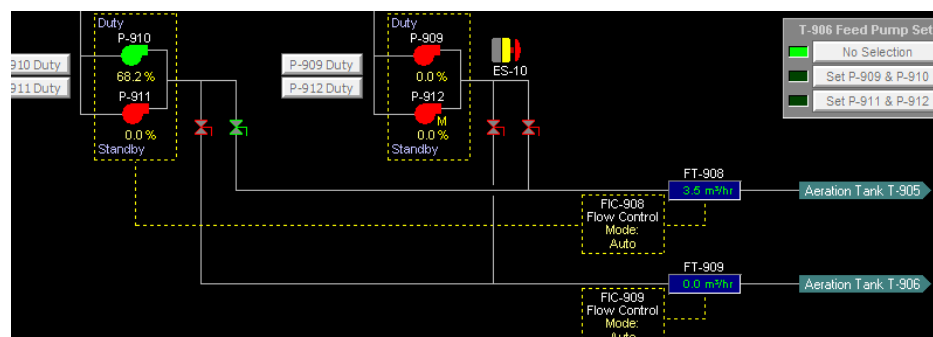 Duty
P-910
910 Duty
68.2 %
911 Duty
P-911
0.0 %
Standby
Duty
P-909
P-909 Duty
0.0 %
P-912 Duty
P-912
M
0.0 %
Standby
ES-10
T-906 Feed Pump Set
No Selection
Set P-909 & P-910
Set P-911 & P-912
FT-908
3.5 m³/hr
Aeration Tank T-905
FIC-908
Flow Control
Mode:
Auto
FT-909
0.0 m³/hr
Aeration Tank T-906
FIC-909
Flow Control
Mode:
Auto